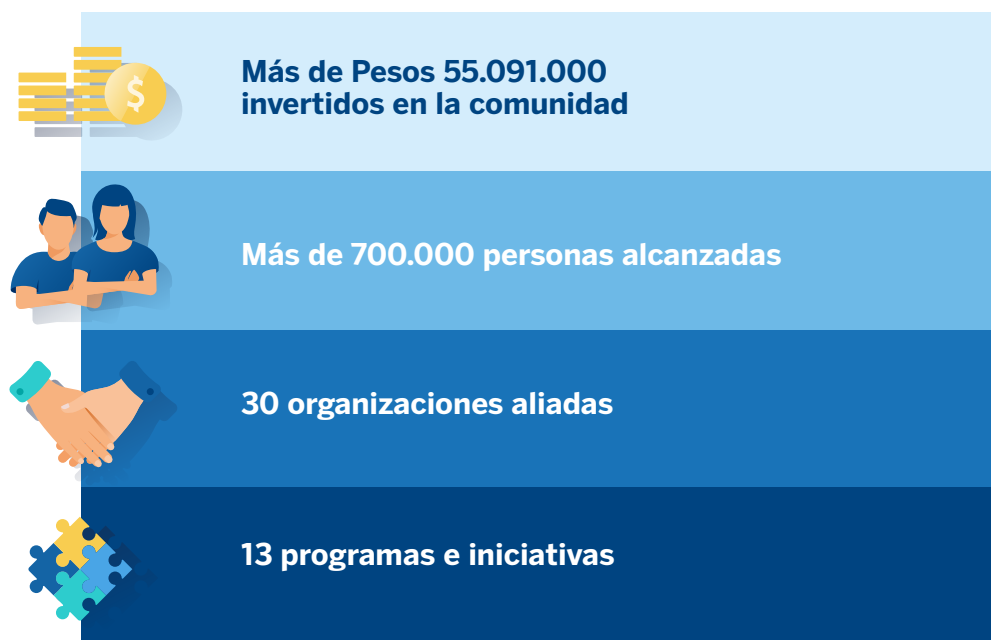 Más de Pesos 55.091.000
invertidos en la comunidad
$
Más de 700.000 personas alcanzadas
30 organizaciones aliadas
13 programas e iniciativas